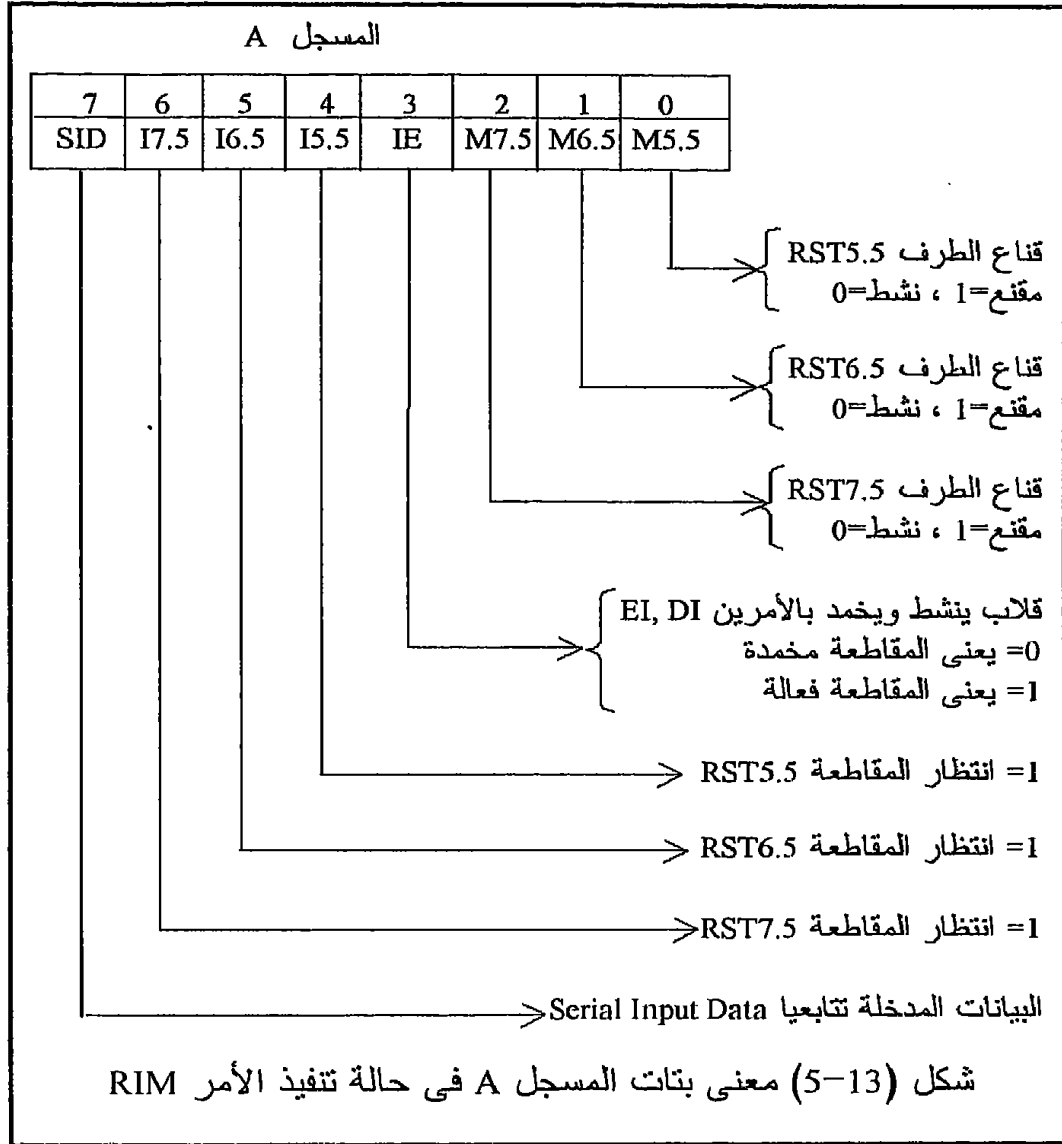 المسجل A
7 6 5 4 3 2 1 0
SID I7.5 I6.5 I5.5 IE M7.5 M6.5 M5.5
قناع الطرف RST5.5
مقنع=1 ، نشط=0
قناع الطرف RST6.5
مقنع=1 ، نشط=0
قناع الطرف RST7.5
مقنع=1 ، نشط=0
قلاب ينشط ويخمد بالأمرين EI, DI
0= يعنى المقاطعة مخمدة
1= يعنى المقاطعة فعالة
1= انتظار المقاطعة RST5.5
1= انتظار المقاطعة RST6.5
1= انتظار المقاطعة RST7.5
البيانات المدخلة تتابعيا Serial Input Data
شكل (13-5) معنى بتات المسجل A فى حالة تنفيذ الأمر RIM